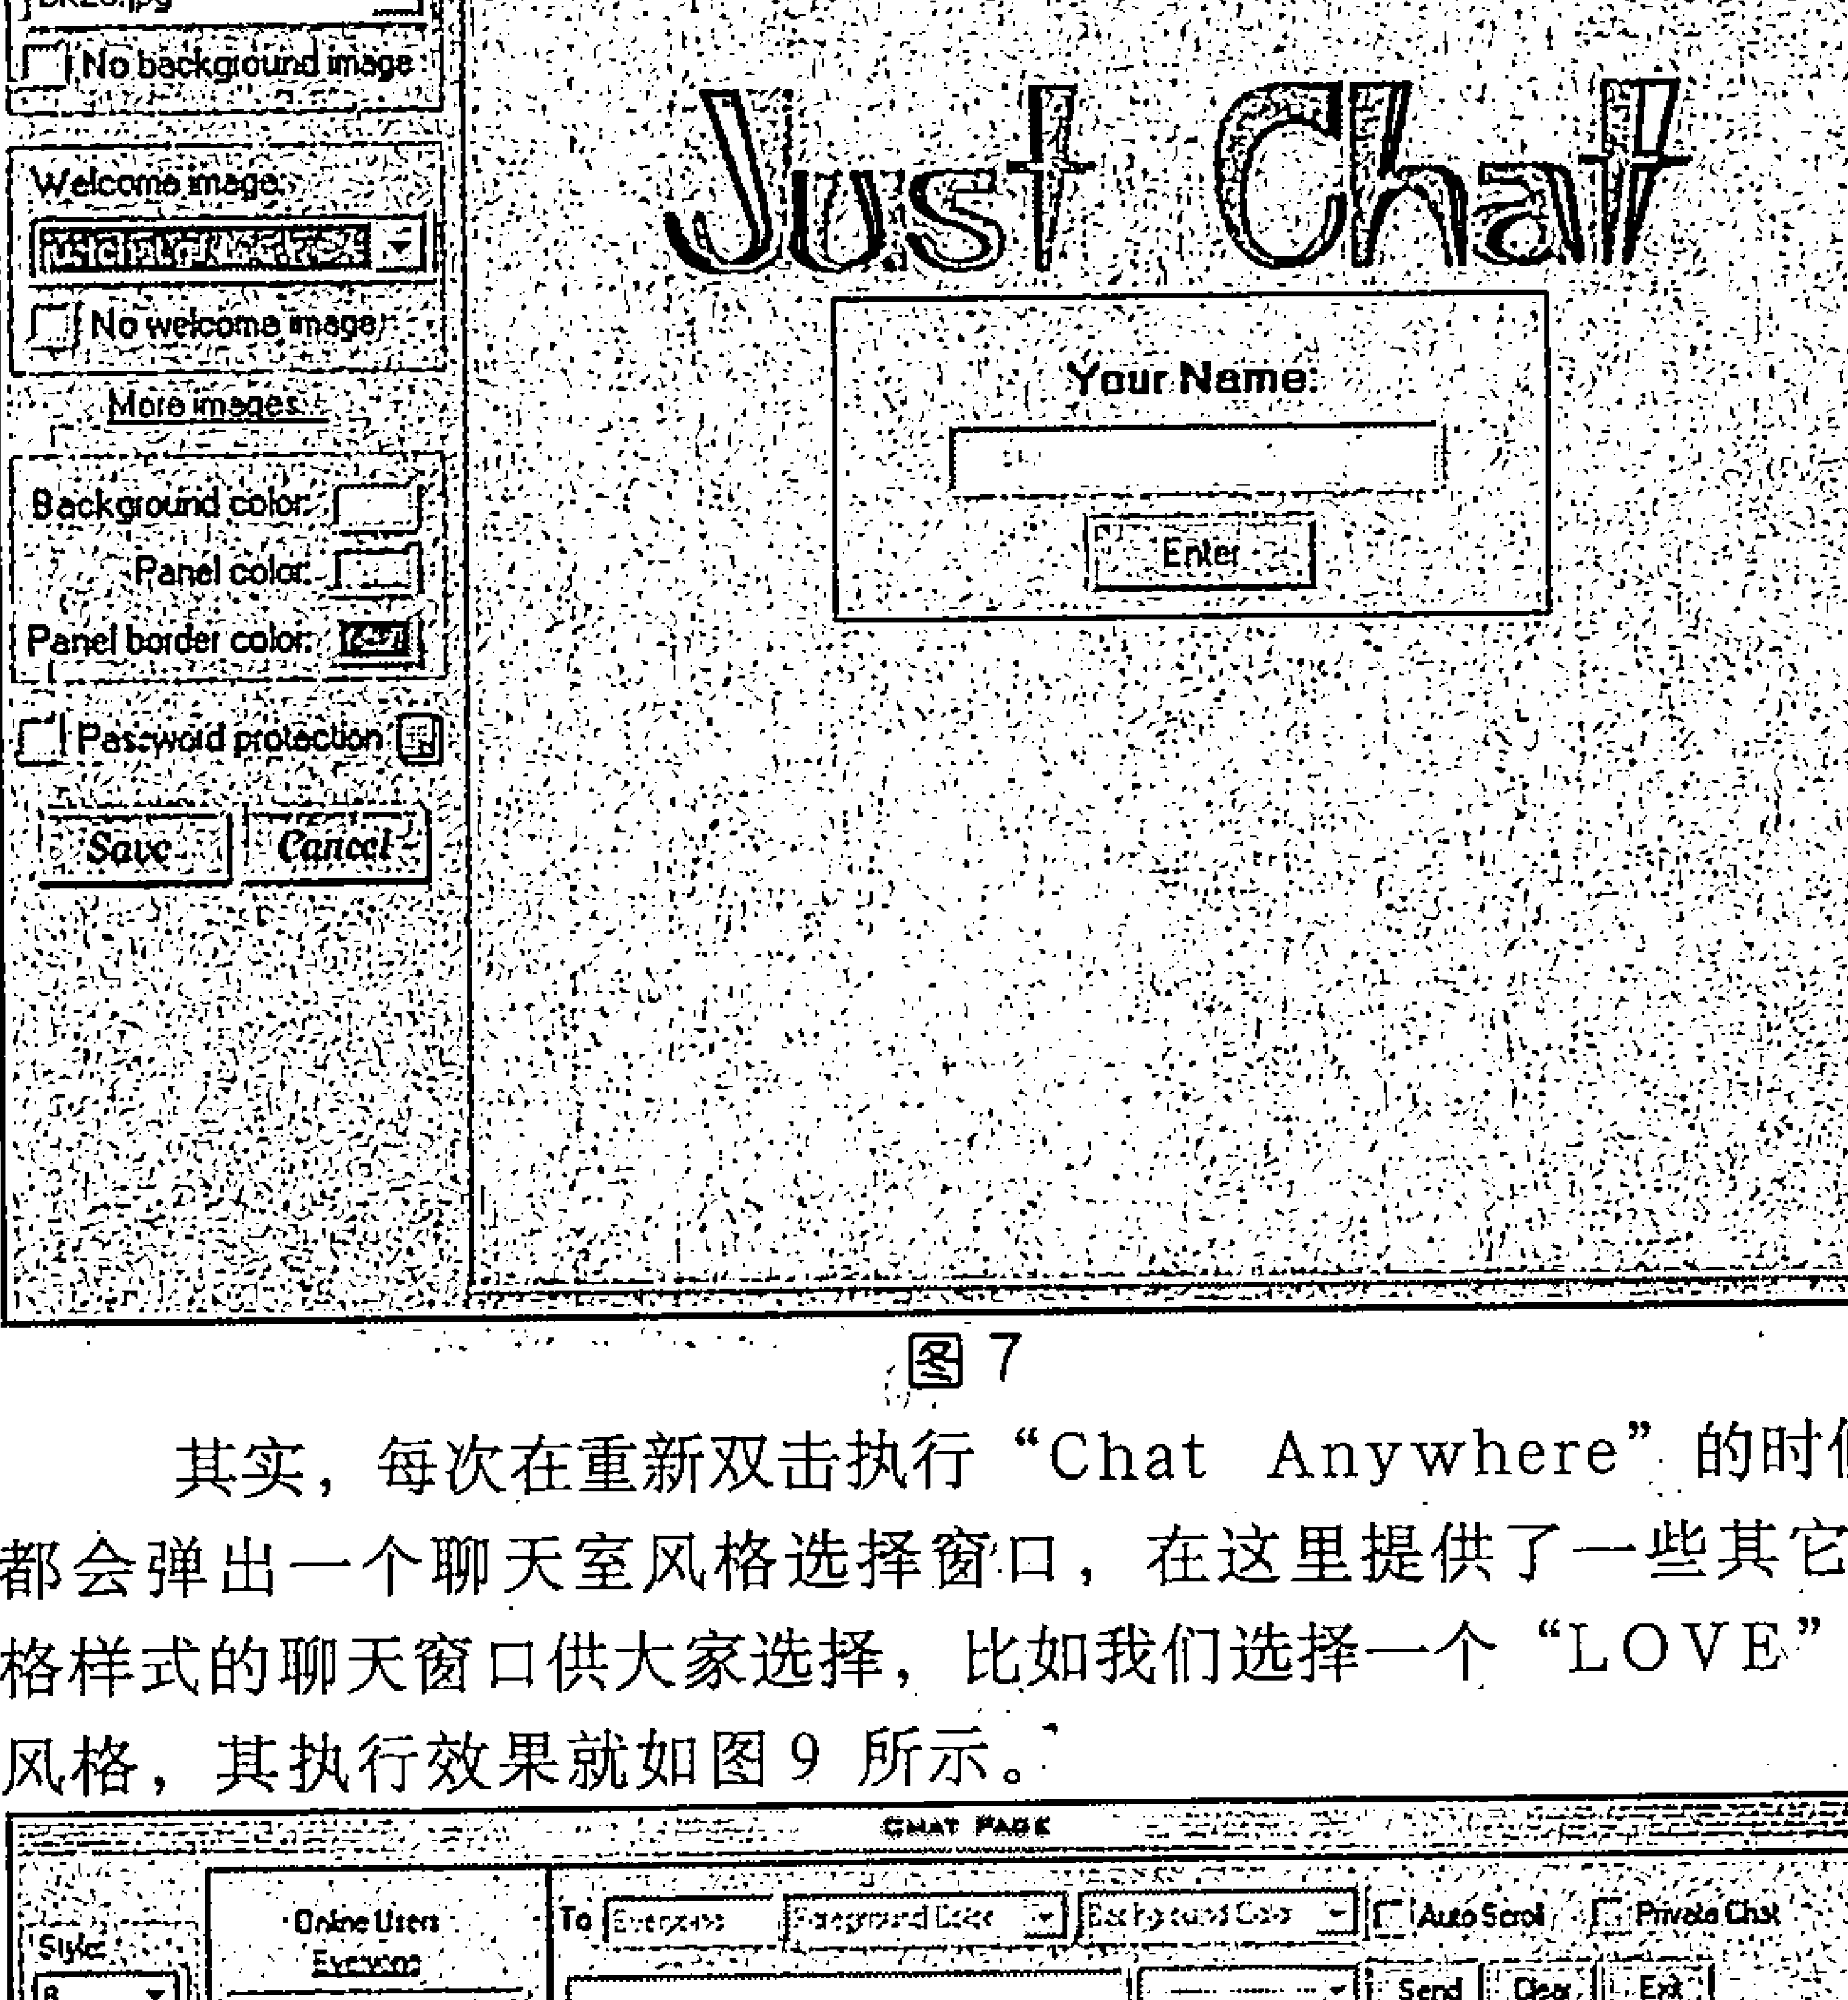 No background image
Just Chat
Welcome image:
No welcome image
Your Name:
More images...
Background color:
Enter
Panel color:
Panel border color:
Password protection
Save Cancel
图 7
其实，每次在重新双击执行“Chat Anywhere”的时
都会弹出一个聊天室风格选择窗口，在这里提供了一些其它
格样式的聊天窗口供大家选择，比如我们选择一个“LOVE”
风格，其执行效果就如图9 所示。
CHAT PAGE
Online Users
To Everyone Foreground Color Background Color Auto Scroll Private Chat
Style:
Everyone
Send Clear Exit